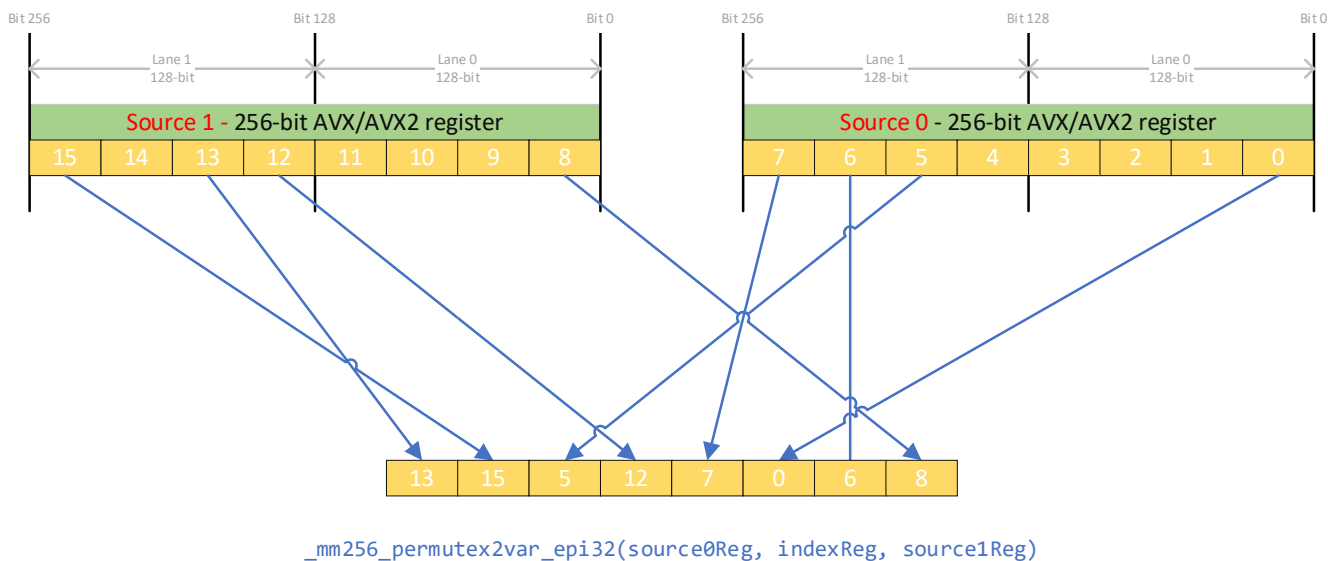 Bit 256 Bit 128 Bit 0 Bit 256 Bit 128 Bit 0
Lane 1 Lane 0 Lane 1 Lane 0
128-bit 128-bit 128-bit 128-bit
Source 1 - 256-bit AVX/AVX2 register Source 0 - 256-bit AVX/AVX2 register
15 14 13 12 11 10 9 8 7 6 5 4 3 2 1 0
13 15 5 12 7 0 6 8
_mm256_permutex2var_epi32(source0Reg, indexReg, source1Reg)